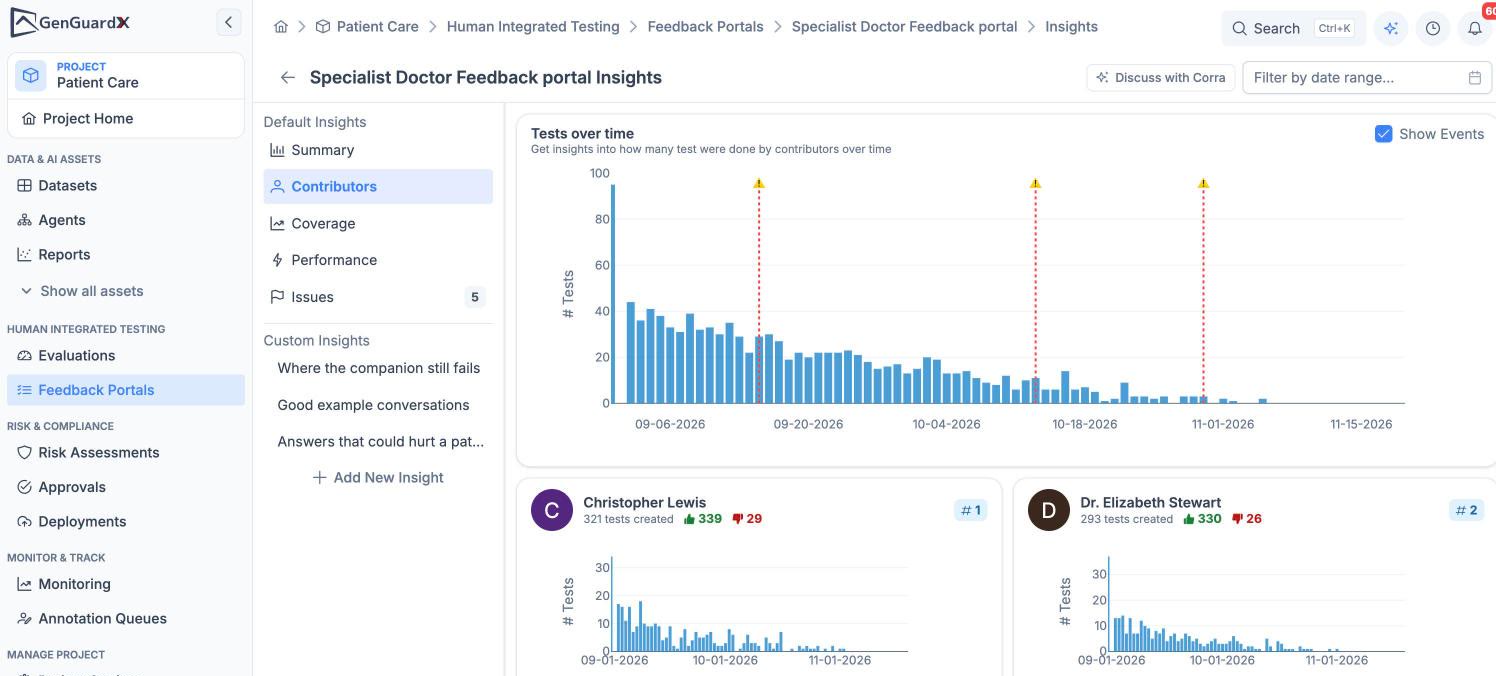 GenGuardX
PROJECT
Patient Care
Project Home
DATA & AI ASSETS
Datasets
Agents
Reports
Show all assets
HUMAN INTEGRATED TESTING
Evaluations
Feedback Portals
RISK & COMPLIANCE
Risk Assessments
Approvals
Deployments
MONITOR & TRACK
Monitoring
Annotation Queues
MANAGE PROJECT
Patient Care
Human Integrated Testing
Feedback Portals
Specialist Doctor Feedback portal
Insights
Search
Ctrl+K
60
Specialist Doctor Feedback portal Insights
Discuss with Corra
Filter by date range...
Default Insights
Summary
Contributors
Coverage
Performance
Issues
5
Custom Insights
Where the companion still fails
Good example conversations
Answers that could hurt a pat...
Add New Insight
Tests over time
Get insights into how many test were done by contributors over time
Show Events
100
80
60
40
20
0
# Tests
09-06-2026
09-20-2026
10-04-2026
10-18-2026
11-01-2026
11-15-2026
C
Christopher Lewis
321 tests created
339
29
# 1
30
20
10
0
# Tests
09-01-2026
10-01-2026
11-01-2026
D
Dr. Elizabeth Stewart
293 tests created
330
26
# 2
30
20
10
0
# Tests
09-01-2026
10-01-2026
11-01-2026